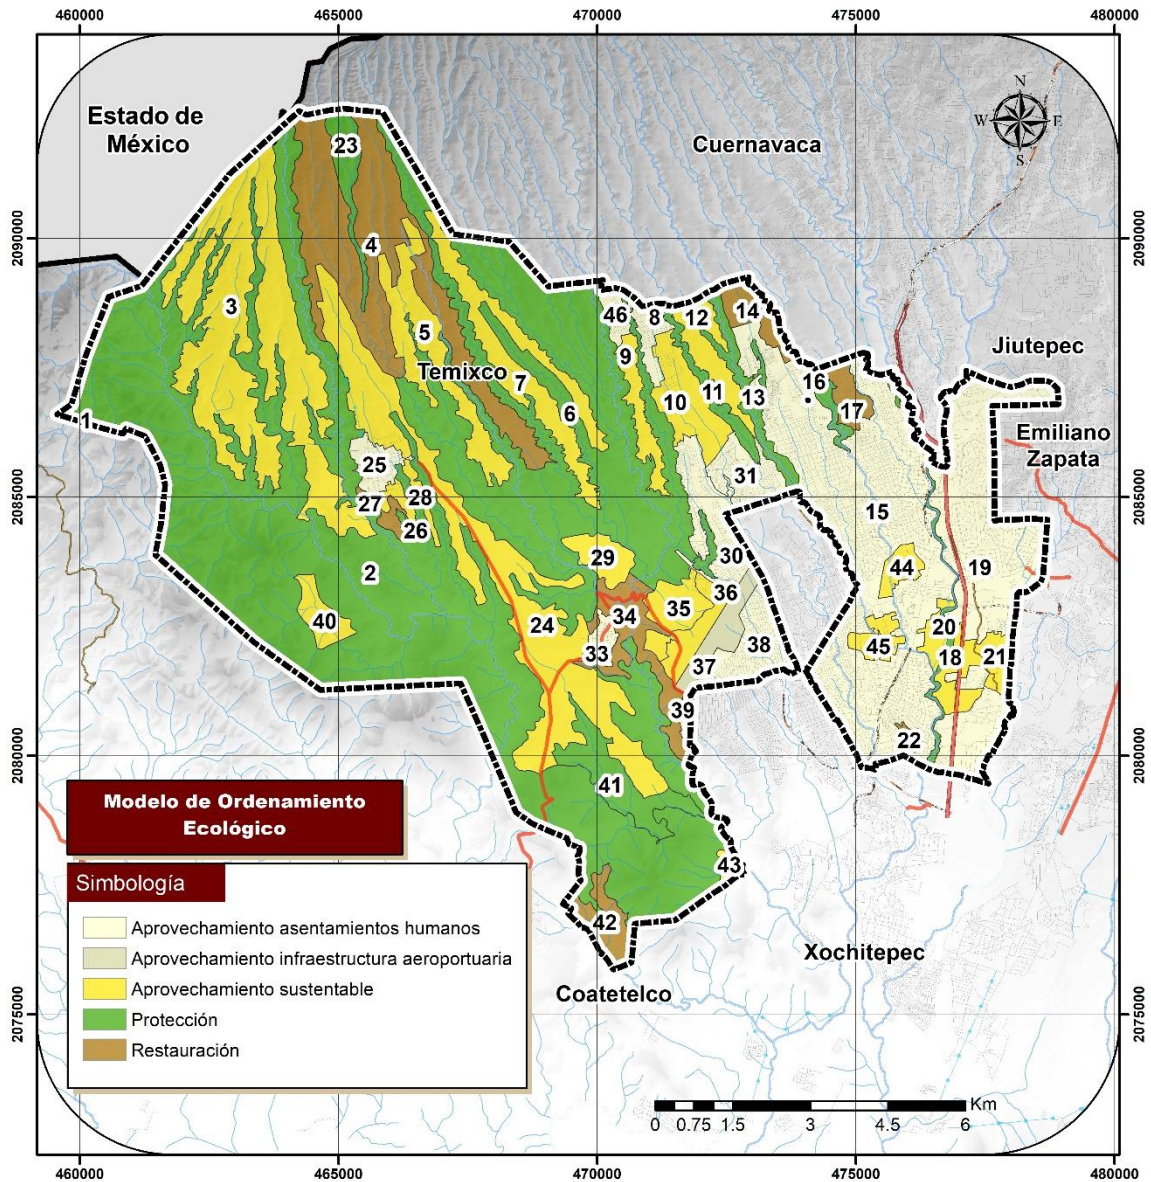 460000 465000 470000 475000 480000
Estado de
México
Cuernavaca
N
W E
S
23
2090000 2090000
4
3
46 8 12 14
5
9
Jiutepec
Temixco
7
16
11
13
10
6
17
1
Emiliano
Zapata
25
31
2085000 2085000
27 28
15
26
29
30
2
44 19
36
40
24
34
35
20
33
38
45
18 21
37
39
22
2080000 2080000
41
Modelo de Ordenamiento
Ecológico
43
Simbología
42
Aprovechamiento asentamientos humanos
Xochitepec
Aprovechamiento infraestructura aeroportuaria
Aprovechamiento sustentable
Coatetelco
Protección
2075000 2075000
Restauración
Km
0 0.75 1.5 3 4.5 6
460000 465000 470000 475000 480000